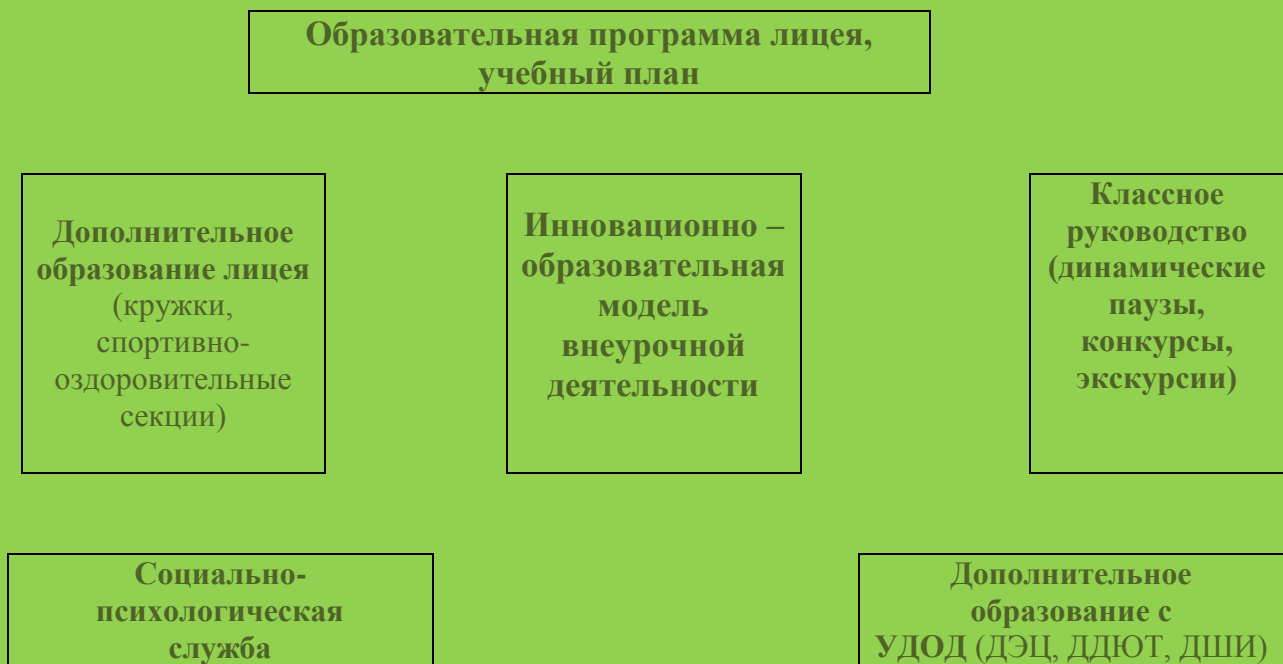 Образовательная программа лицея,
учебный план
Дополнительное
образование лицея
(кружки,
спортивно-
оздоровительные
секции)
Инновационно –
образовательная
модель
внеурочной
деятельности
Классное
руководство
(динамические
паузы,
конкурсы,
экскурсии)
Социально-
психологическая
служба
Дополнительное
образование с
УДОД (ДЭЦ, ДДЮТ, ДШИ)